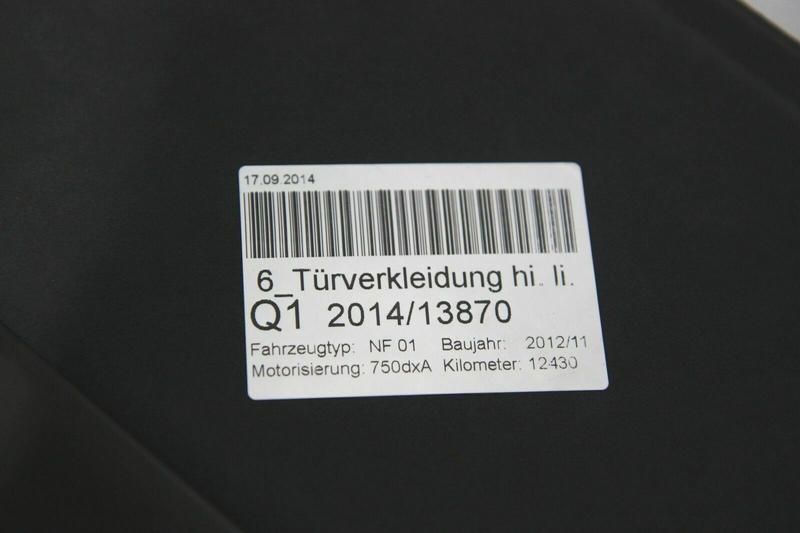 17.09.2014
6_Türverkleidung hi. li.
Q1 2014/13870
Fahrzeugtyp: NF 01 Baujahr: 2012/11
Motorisierung: 750dxA Kilometer: 12430